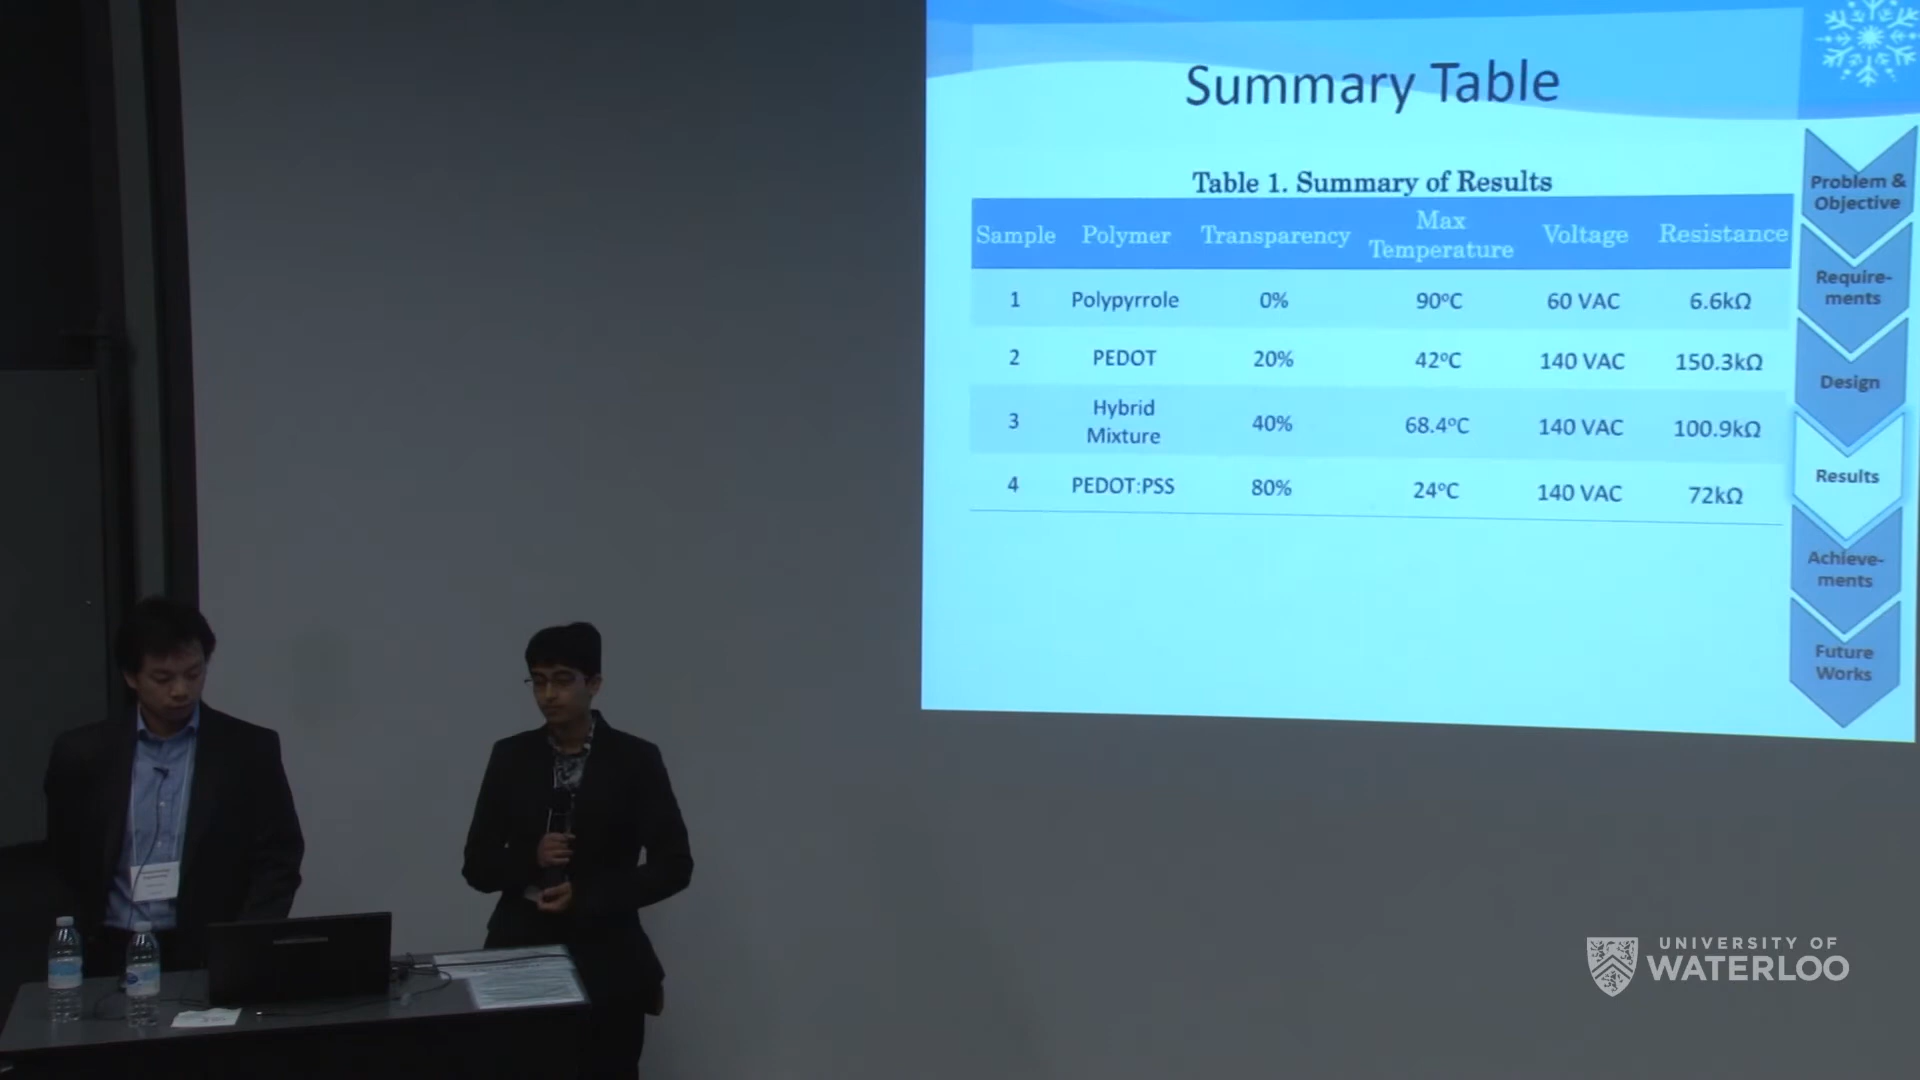 Summary Table
Table 1. Summary of Results
Sample Polymer Transparency Max Temperature Voltage Resistance
1 Polypyrrole 0% 90°C 60 VAC 6.6kΩ
2 PEDOT 20% 42°C 140 VAC 150.3kΩ
3 Hybrid Mixture 40% 68.4°C 140 VAC 100.9kΩ
4 PEDOT:PSS 80% 24°C 140 VAC 72kΩ
Problem &
Objective
Require-
ments
Design
Results
Achieve-
ments
Future
Works
UNIVERSITY OF
WATERLOO